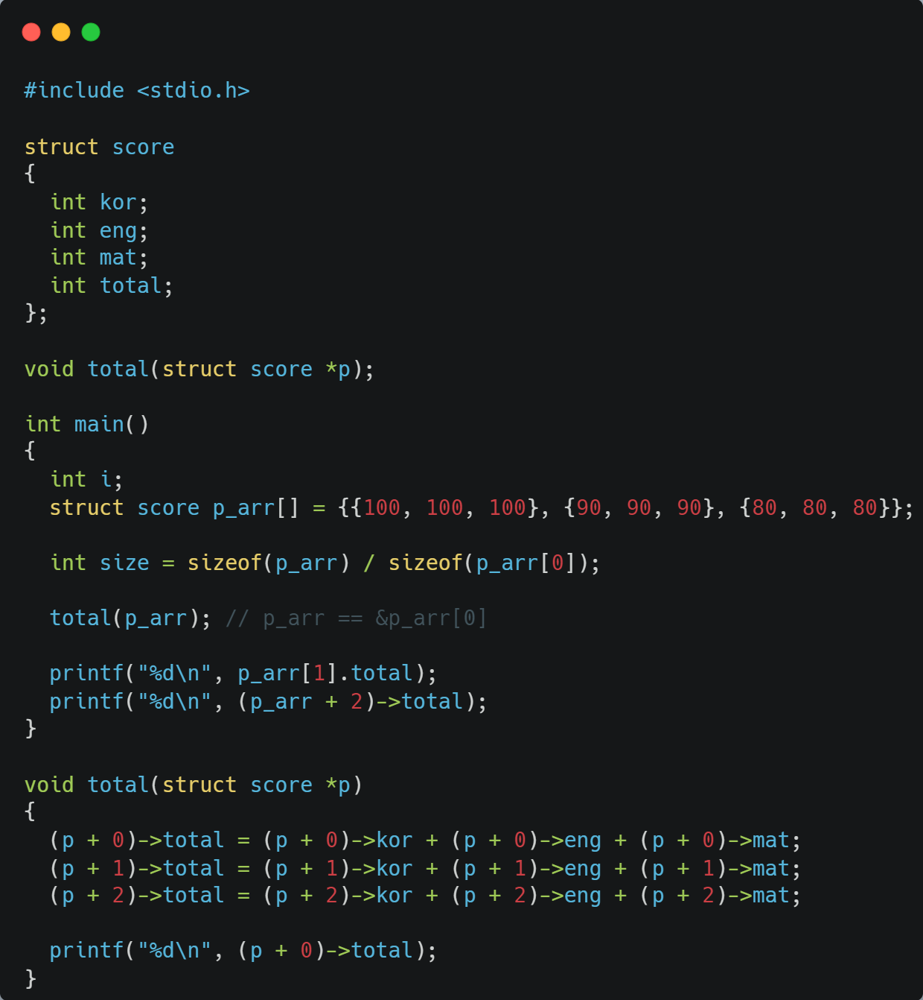 #include <stdio.h>
struct score
{
  int kor;
  int eng;
  int mat;
  int total;
};
void total(struct score *p);
int main()
{
  int i;
  struct score p_arr[] = {{100, 100, 100}, {90, 90, 90}, {80, 80, 80}};
  int size = sizeof(p_arr) / sizeof(p_arr[0]);
  total(p_arr); // p_arr == &p_arr[0]
  printf("%d\n", p_arr[1].total);
  printf("%d\n", (p_arr + 2)->total);
}
void total(struct score *p)
{
  (p + 0)->total = (p + 0)->kor + (p + 0)->eng + (p + 0)->mat;
  (p + 1)->total = (p + 1)->kor + (p + 1)->eng + (p + 1)->mat;
  (p + 2)->total = (p + 2)->kor + (p + 2)->eng + (p + 2)->mat;
  printf("%d\n", (p + 0)->total);
}